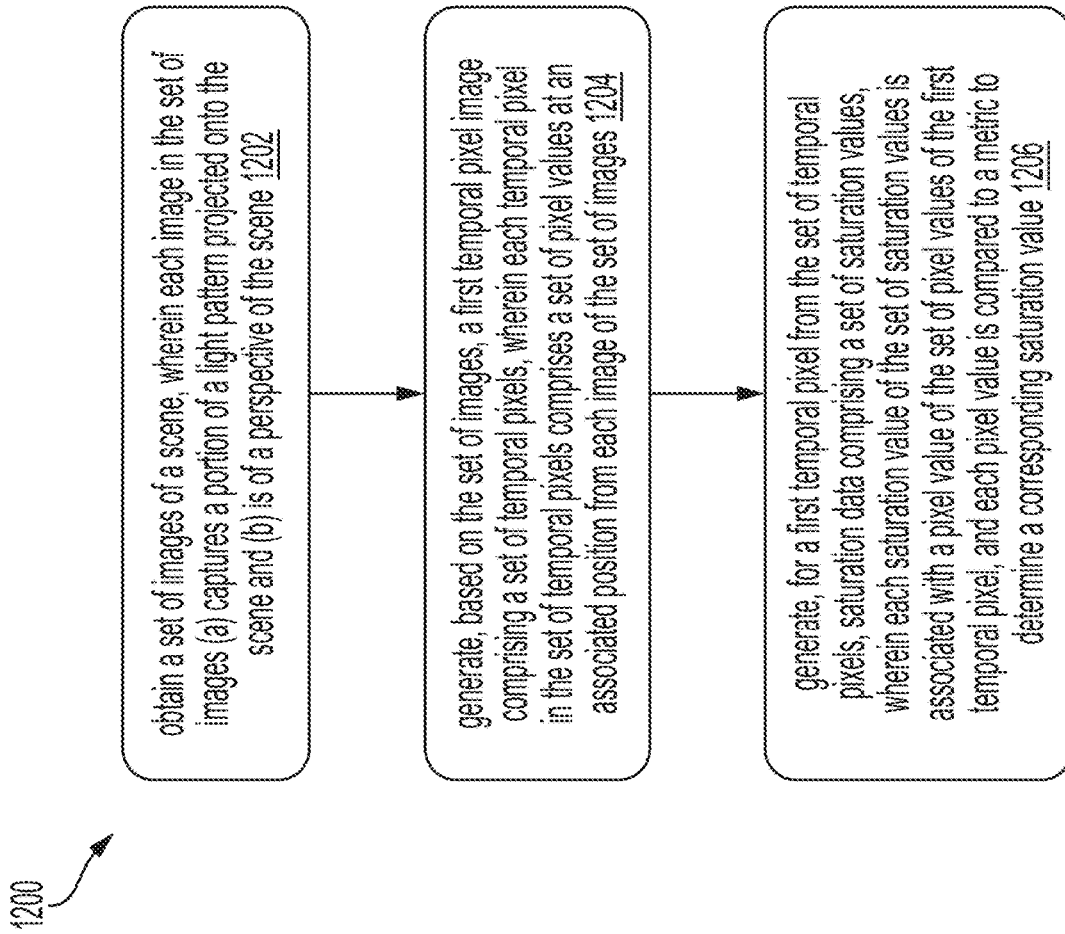 1200
obtain a set of images of a scene, wherein each image in the set of
images (a) captures a portion of a light pattern projected onto the
scene and (b) is of a perspective of the scene 1202
generate, based on the set of images, a first temporal pixel image
comprising a set of temporal pixels, wherein each temporal pixel
in the set of temporal pixels comprises a set of pixel values at an
associated position from each image of the set of images 1204
generate, for a first temporal pixel from the set of temporal
pixels, saturation data comprising a set of saturation values,
wherein each saturation value of the set of saturation values is
associated with a pixel value of the set of pixel values of the first
temporal pixel, and each pixel value is compared to a metric to
determine a corresponding saturation value 1206